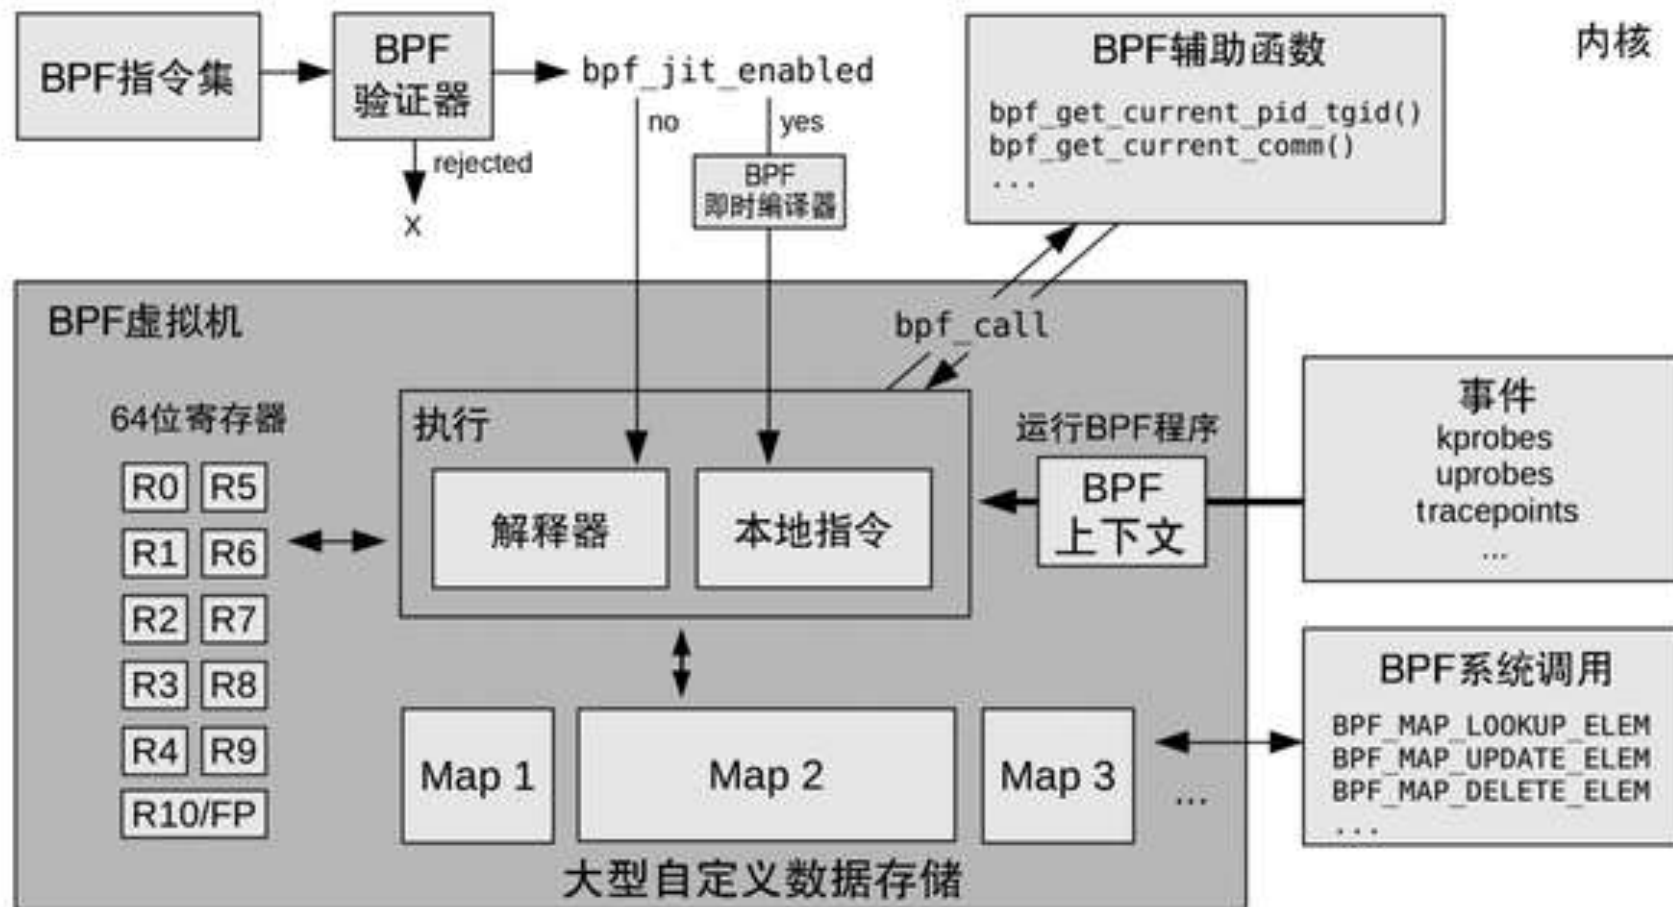 BPF指令集
BPF
验证器
rejected
X
bpf_jit_enabled
no
yes
BPF
即时编译器
BPF辅助函数
bpf_get_current_pid_tgid()
bpf_get_current_comm()
...
内核
BPF虚拟机
bpf_call
64位寄存器
R0 R5
R1 R6
R2 R7
R3 R8
R4 R9
R10/FP
执行
解释器
本地指令
运行BPF程序
BPF
上下文
事件
kprobes
uprobes
tracepoints
...
Map 1
Map 2
Map 3
...
大型自定义数据存储
BPF系统调用
BPF_MAP_LOOKUP_ELEM
BPF_MAP_UPDATE_ELEM
BPF_MAP_DELETE_ELEM
...